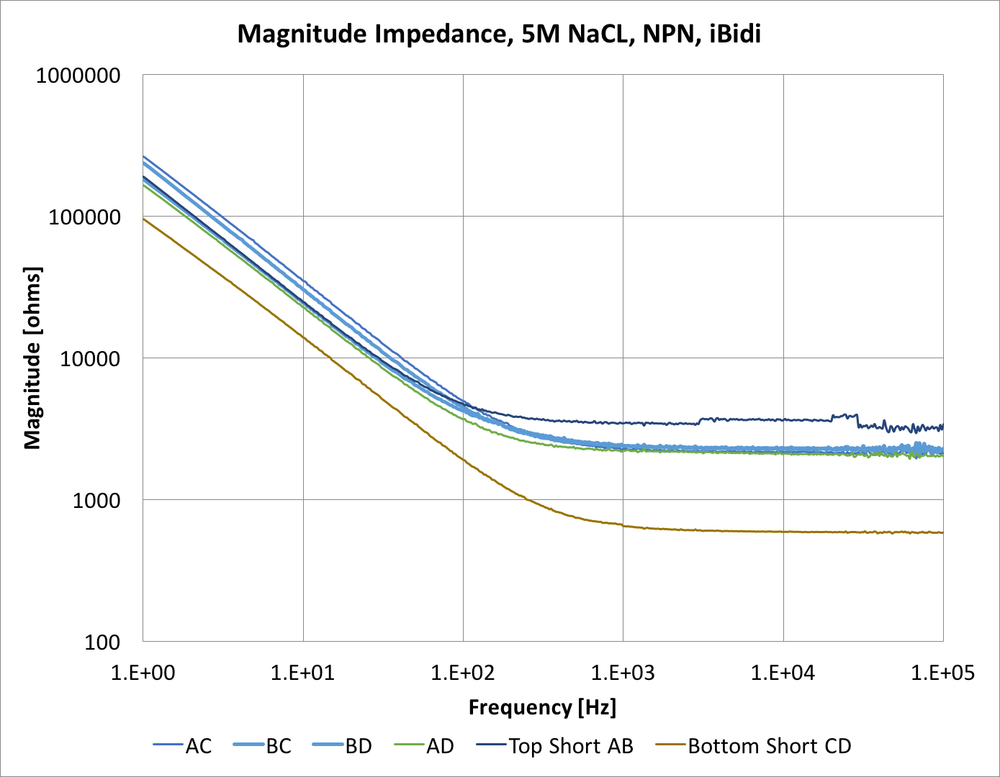 Magnitude Impedance, 5M NaCL, NPN, iBidi
1000000
100000
10000
1000
100
Magnitude [ohms]
1.E+00 1.E+01 1.E+02 1.E+03 1.E+04 1.E+05
Frequency [Hz]
AC BC BD AD Top Short AB Bottom Short CD